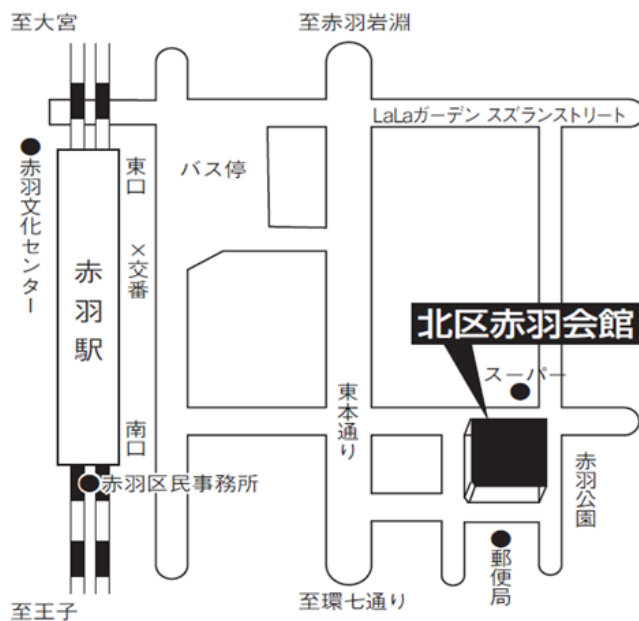 至大宮
至赤羽岩淵
LaLaガーデン スズランストリート
赤羽文化センター
東口
バス停
×交番
赤羽駅
北区赤羽会館
スーパー
東本通り
南口
赤羽区民事務所
赤羽公園
郵便局
至王子
至環七通り